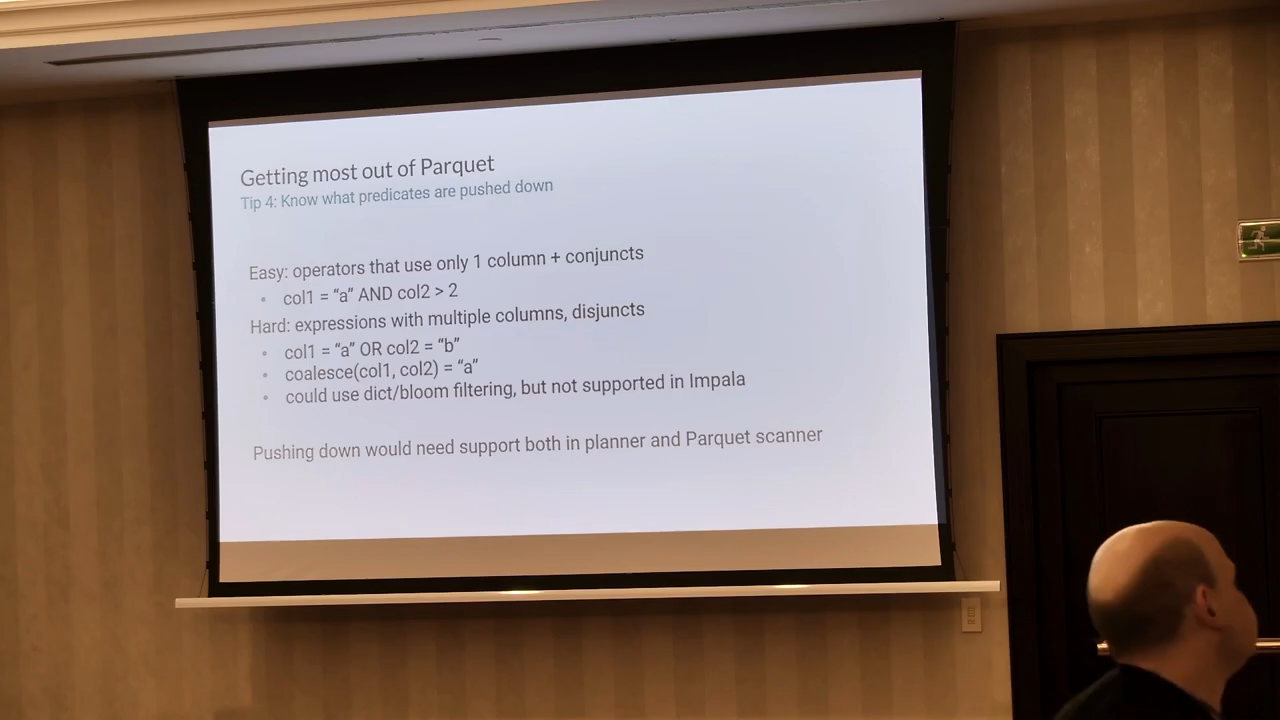 Getting most out of Parquet
Tip 4: Know what predicates are pushed down
Easy: operators that use only 1 column + conjuncts
• col1 = “a” AND col2 > 2
Hard: expressions with multiple columns, disjuncts
• col1 = “a” OR col2 = “b”
• coalesce(col1, col2) = “a”
• could use dict/bloom filtering, but not supported in Impala
Pushing down would need support both in planner and Parquet scanner